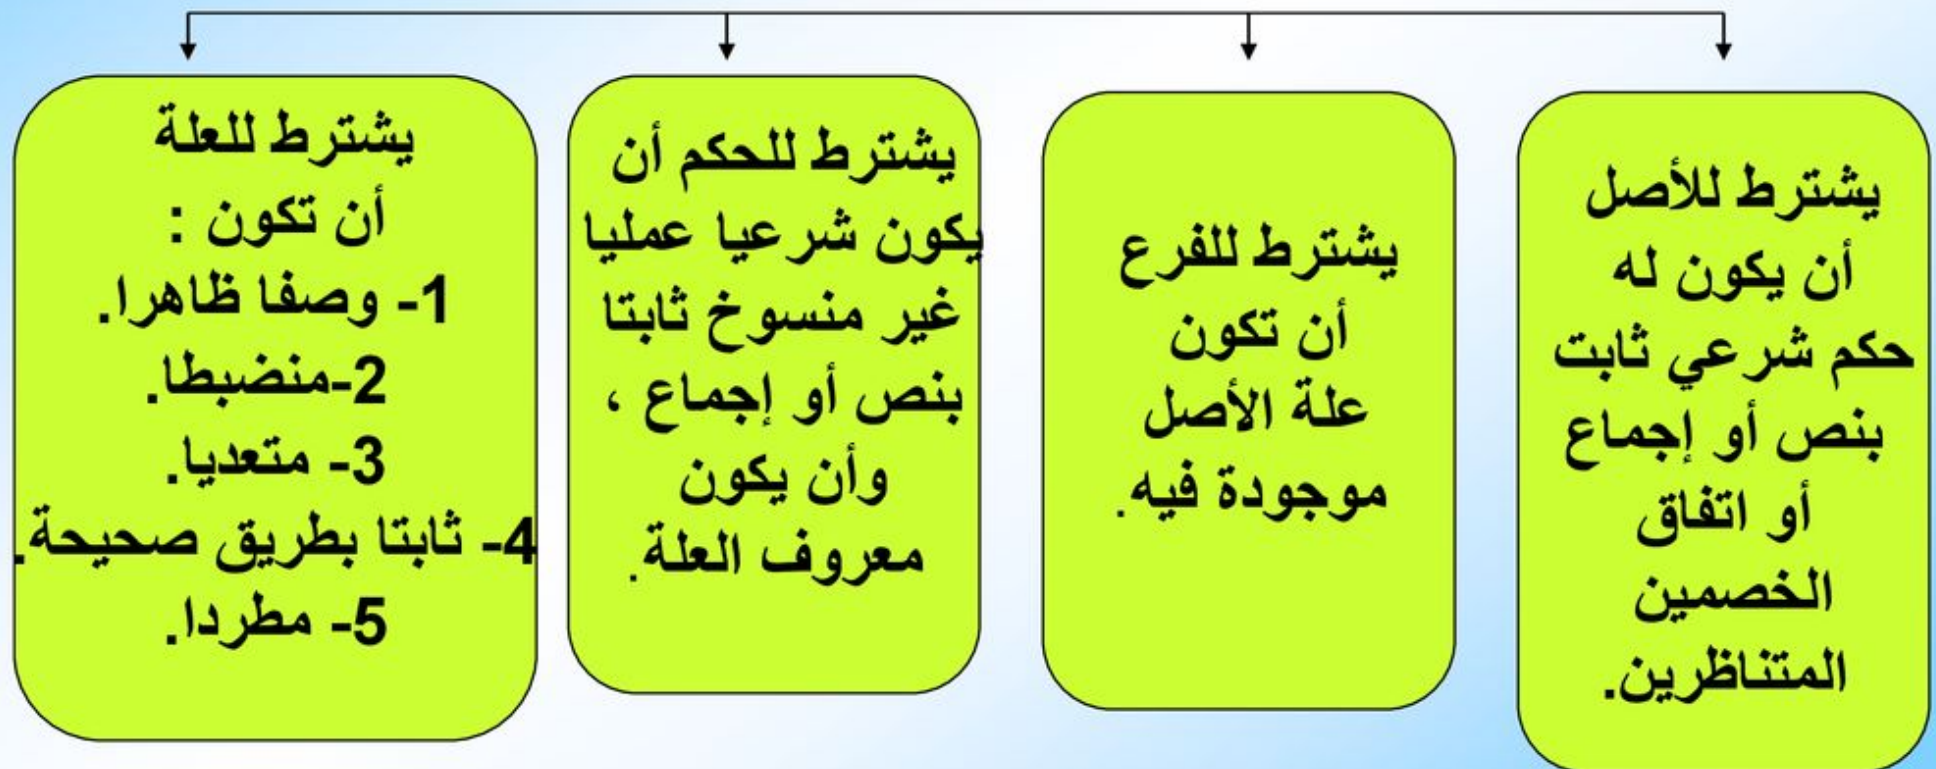 يشترط للأصل
أن يكون له
حكم شرعي ثابت
بنص أو إجماع
أو اتفاق
الخصمين
المتناظرين.
يشترط للفرع
أن تكون
علة الأصل
موجودة فيه.
يشترط للحكم أن
يكون شرعيا عمليا
غير منسوخ ثابتا
بنص أو إجماع ،
وأن يكون
معروف العلة.
يشترط للعلة
أن تكون :
1- وصفا ظاهرا.
2-منضبطا.
3- متعديا.
4- ثابتا بطريق صحيحة.
5- مطردا.